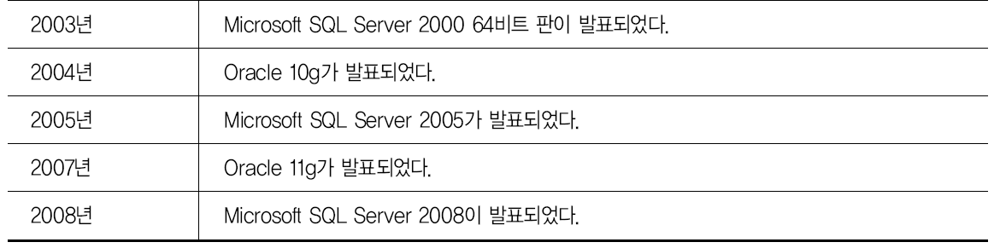 2003년 Microsoft SQL Server 2000 64비트 판이 발표되었다.
2004년 Oracle 10g가 발표되었다.
2005년 Microsoft SQL Server 2005가 발표되었다.
2007년 Oracle 11g가 발표되었다.
2008년 Microsoft SQL Server 2008이 발표되었다.